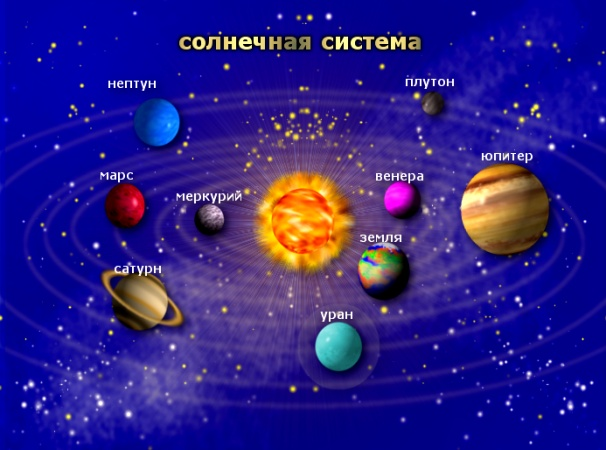 солнечная система
нептун
плутон
юпитер
марс
венера
меркурий
земля
сатурн
уран